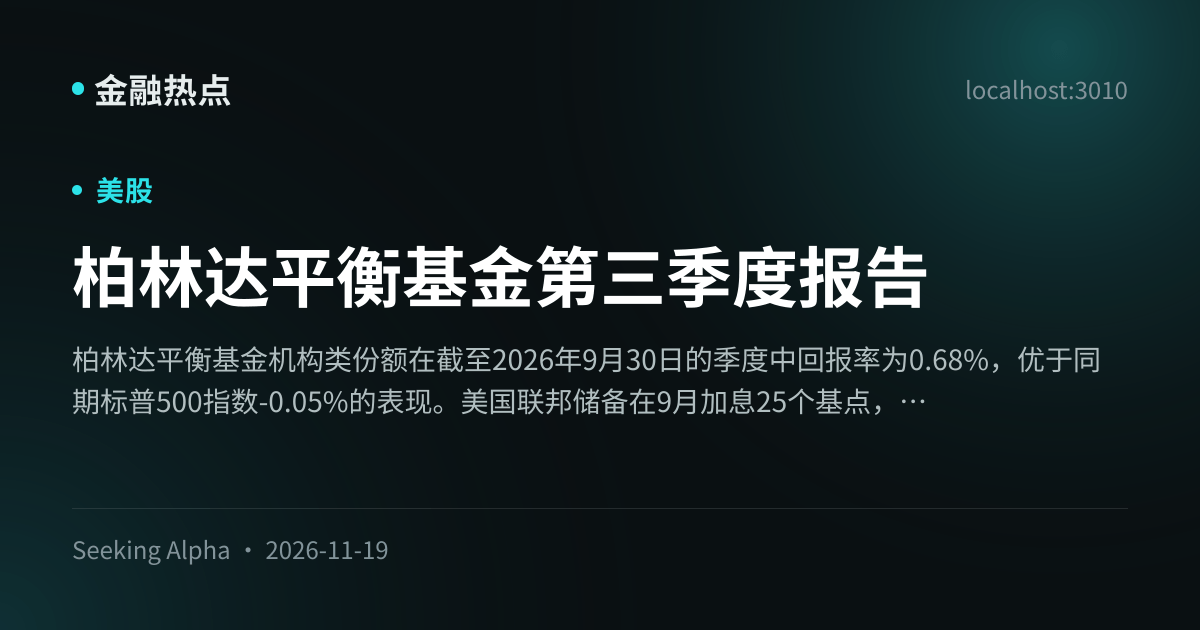 金融热点
localhost:3010
美股
柏林达平衡基金第三季度报告
柏林达平衡基金机构类份额在截至2026年9月30日的季度中回报率为0.68%，优于同
期标普500指数-0.05%的表现。美国联邦储备在9月加息25个基点，…
Seeking Alpha · 2026-11-19